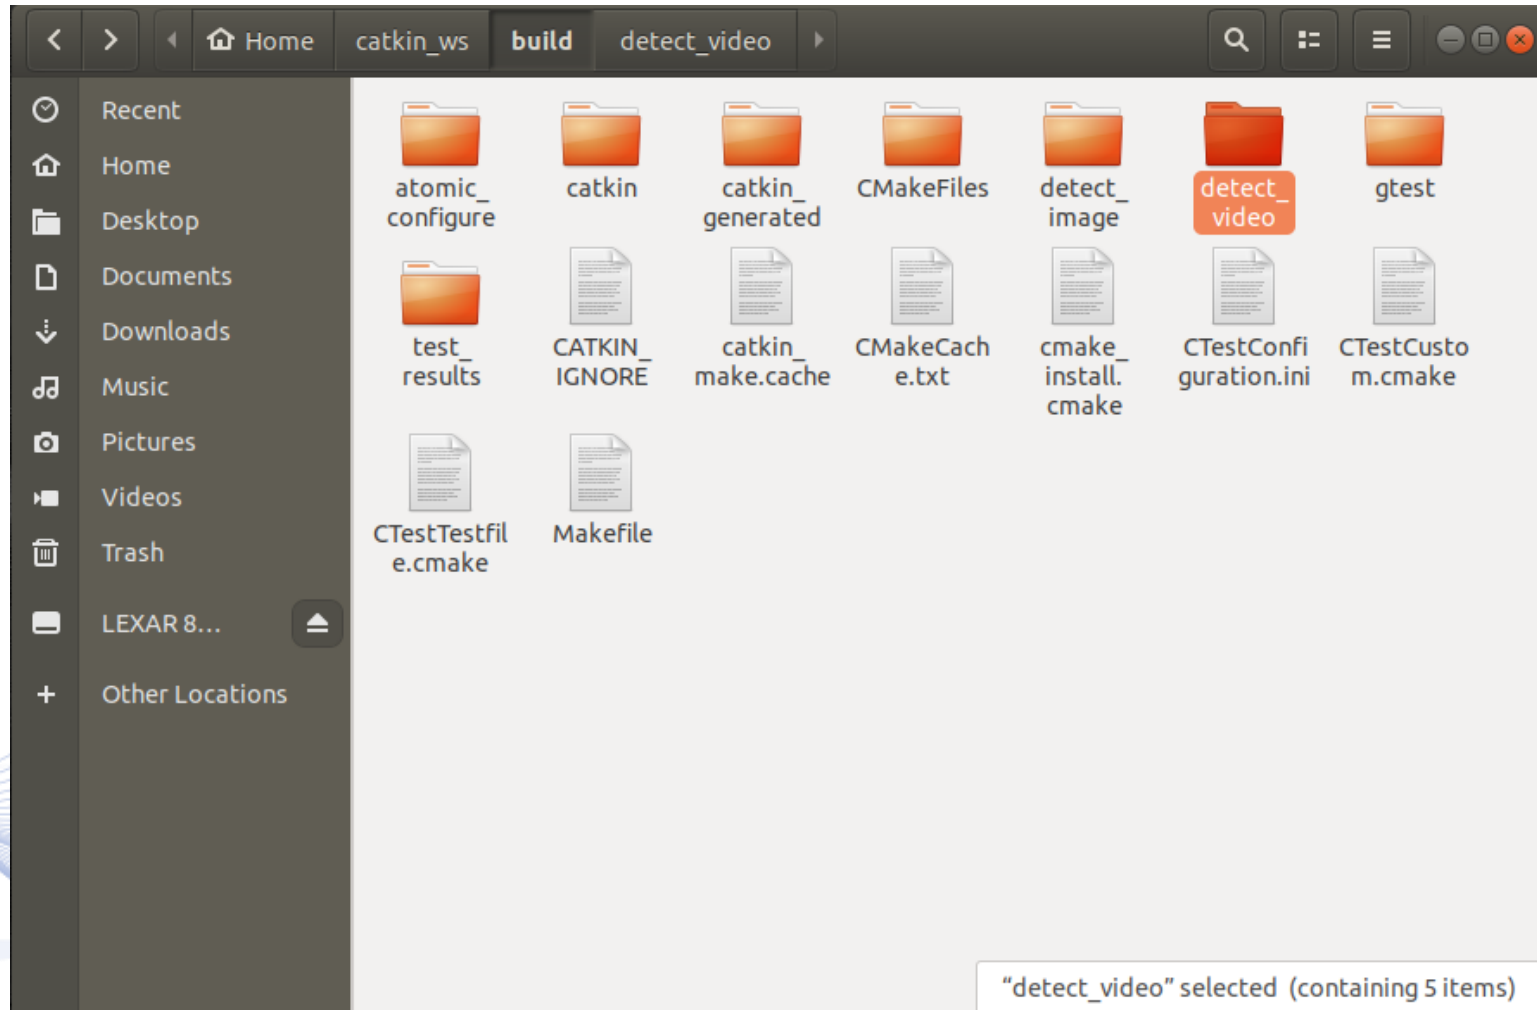 Home catkin_ws build detect_video
Recent
Home
Desktop
Documents
Downloads
Music
Pictures
Videos
Trash
LEXAR 8...
Other Locations
atomic_
configure
catkin
catkin_
generated
CMakeFiles
detect_
image
detect_
video
gtest
test_
results
CATKIN_
IGNORE
catkin_
make.cache
CMakeCach
e.txt
cmake_
install.
cmake
CTestConfi
guration.ini
CTestCusto
m.cmake
CTestTestfil
e.cmake
Makefile
“detect_video” selected (containing 5 items)